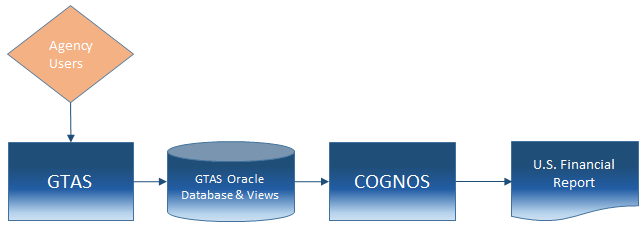 Agency
Users
GTAS
GTAS Oracle
Database & Views
COGNOS
U.S. Financial
Report